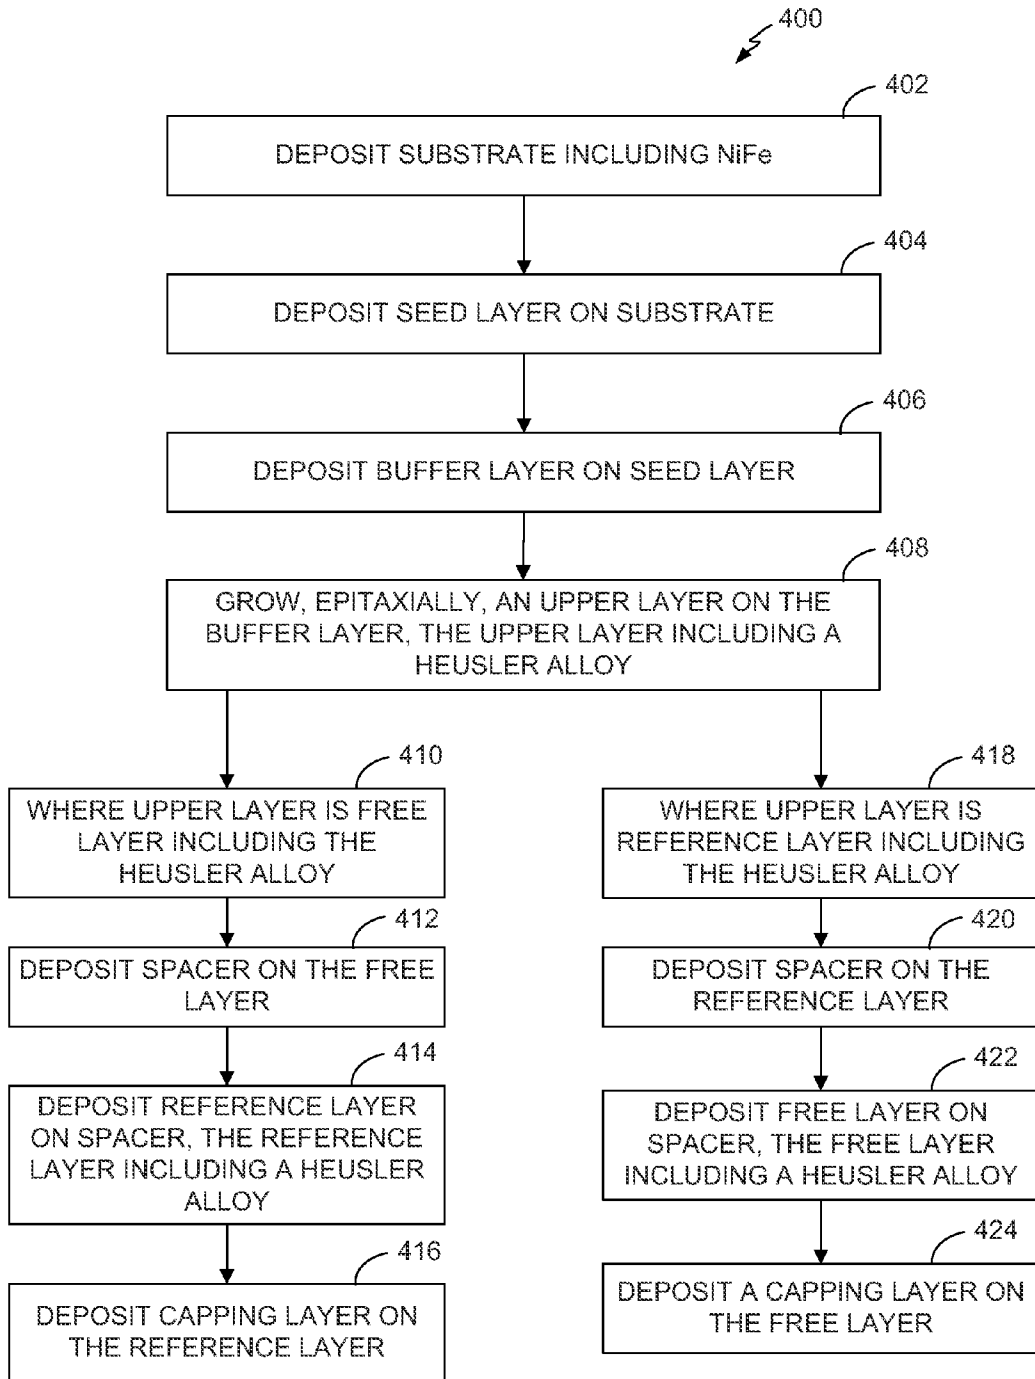 400
402
DEPOSIT SUBSTRATE INCLUDING NiFe
404
DEPOSIT SEED LAYER ON SUBSTRATE
406
DEPOSIT BUFFER LAYER ON SEED LAYER
408
GROW, EPITAXIALLY, AN UPPER LAYER ON THE
BUFFER LAYER, THE UPPER LAYER INCLUDING A
HEUSLER ALLOY
410
WHERE UPPER LAYER IS FREE
LAYER INCLUDING THE
HEUSLER ALLOY
412
DEPOSIT SPACER ON THE FREE
LAYER
414
DEPOSIT REFERENCE LAYER
ON SPACER, THE REFERENCE
LAYER INCLUDING A HEUSLER
ALLOY
416
DEPOSIT CAPPING LAYER ON
THE REFERENCE LAYER
418
WHERE UPPER LAYER IS
REFERENCE LAYER INCLUDING
THE HEUSLER ALLOY
420
DEPOSIT SPACER ON THE
REFERENCE LAYER
422
DEPOSIT FREE LAYER ON
SPACER, THE FREE LAYER
INCLUDING A HEUSLER ALLOY
424
DEPOSIT A CAPPING LAYER ON
THE FREE LAYER